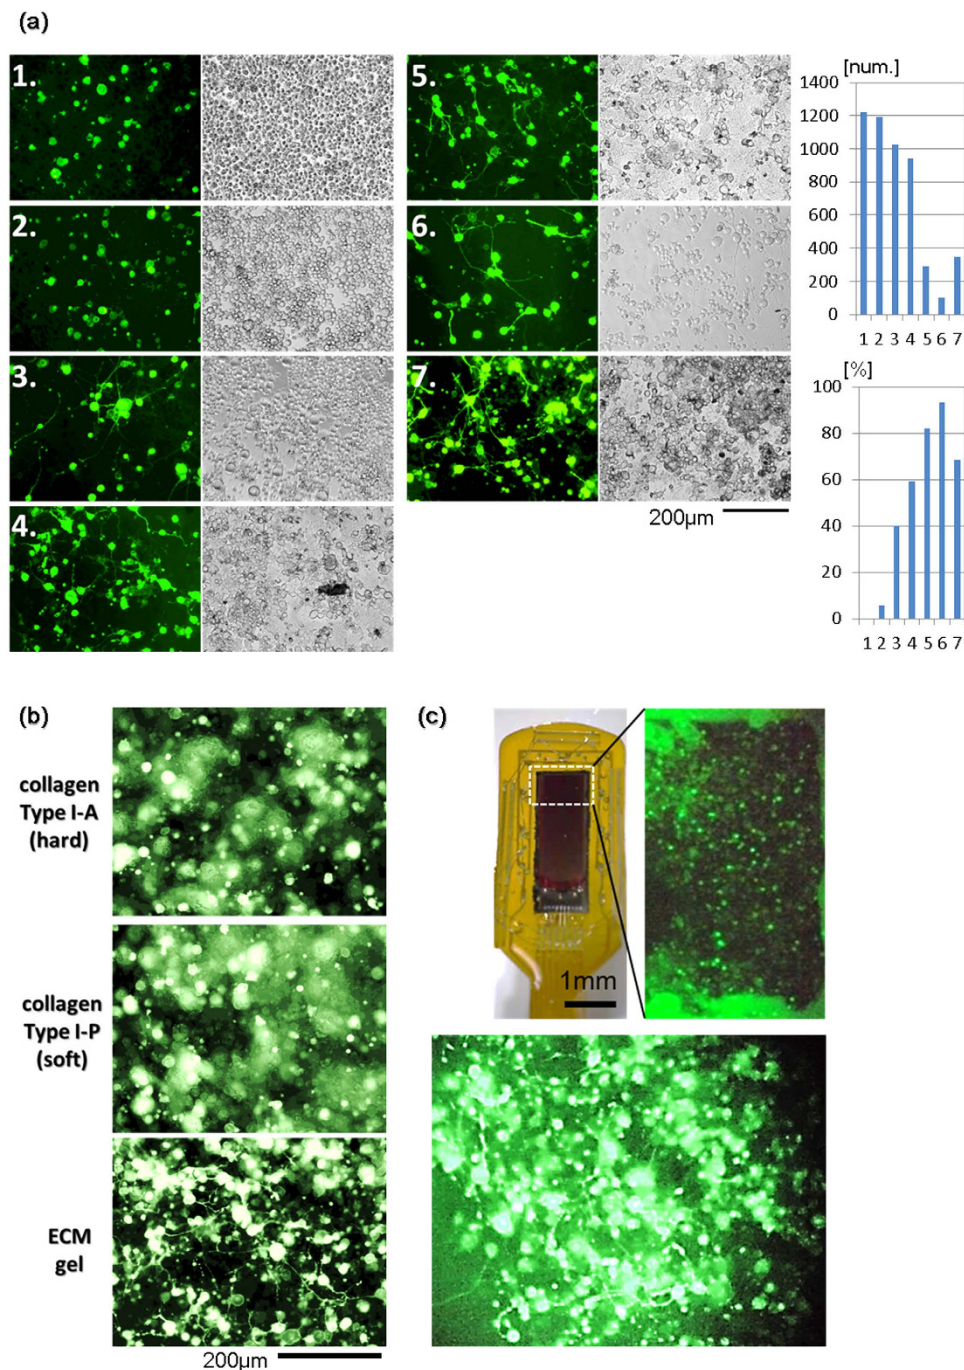 (a)
1.
2.
3.
4.
5.
6.
7.
200µm
[num.]
1400
1200
1000
800
600
400
200
0
1 2 3 4 5 6 7
[%]
100
80
60
40
20
0
1 2 3 4 5 6 7
(b)
collagen
Type I-A
(hard)
collagen
Type I-P
(soft)
ECM
gel
200µm
(c)
1mm